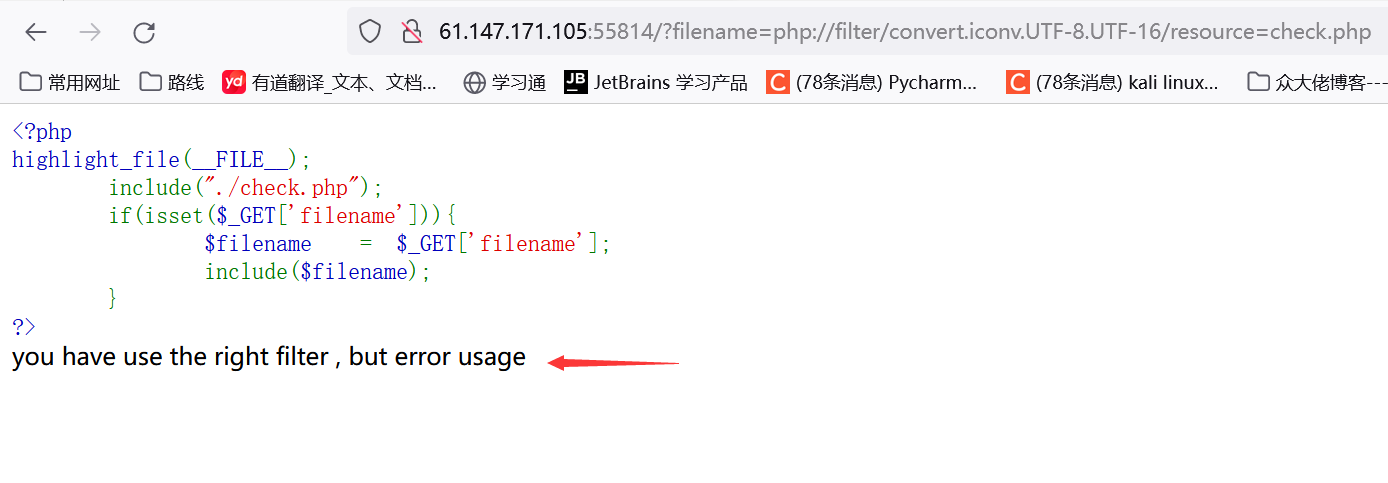 61.147.171.105:55814/?filename=php://filter/convert.iconv.UTF-8.UTF-16/resource=check.php
常用网址 路线 yd 有道翻译_文本、文档... 学习通 JB JetBrains 学习产品 C (78条消息) Pycharm... C (78条消息) kali linux... 众大佬博客---
<?php
highlight_file(__FILE__);
include("./check.php");
if(isset($_GET['filename'])){
$filename = $_GET['filename'];
include($filename);
}
?>
you have use the right filter , but error usage